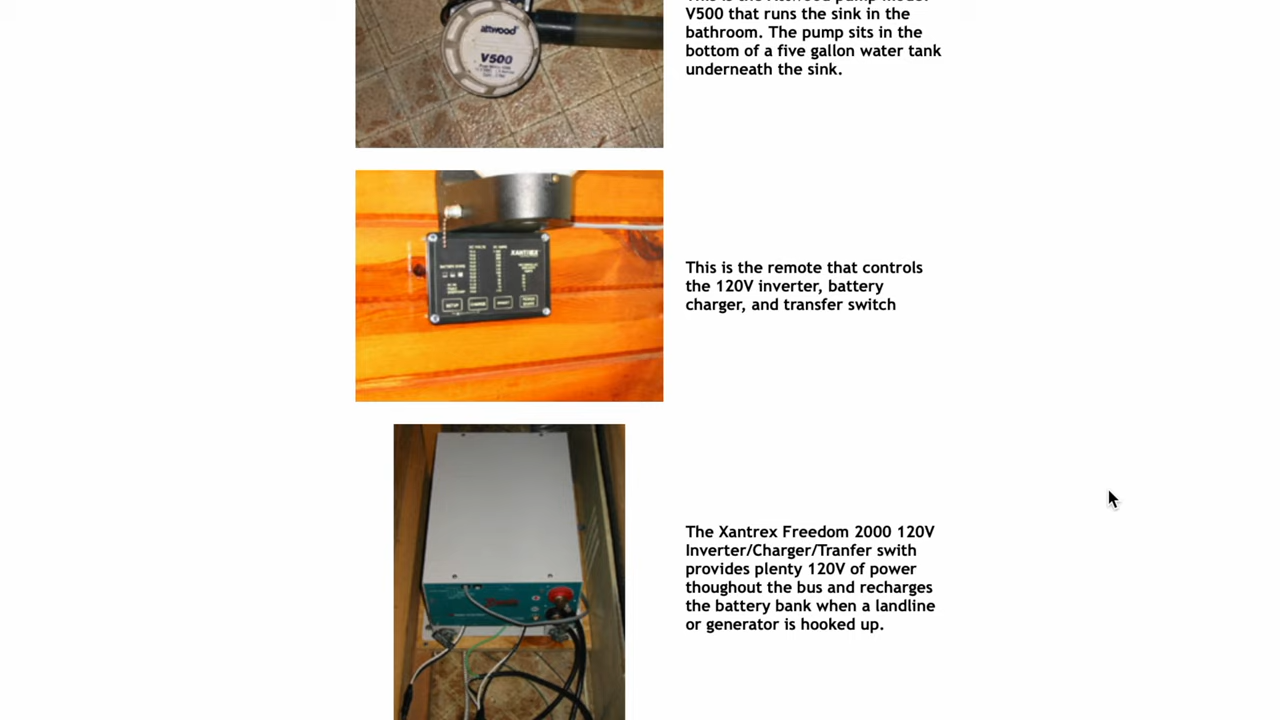 attwood
V500
V500 that runs the sink in the
bathroom. The pump sits in the
bottom of a five gallon water tank
underneath the sink.
XANTREX
SETUP
CHARGE
INVERT
This is the remote that controls
the 120V inverter, battery
charger, and transfer switch
The Xantrex Freedom 2000 120V
Inverter/Charger/Tranfer swith
provides plenty 120V of power
thoughout the bus and recharges
the battery bank when a landline
or generator is hooked up.